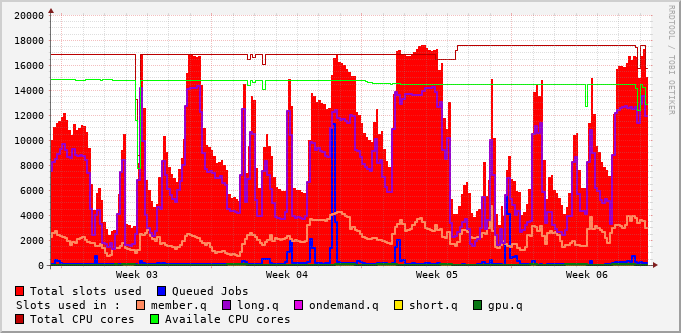 20000
18000
16000
14000
12000
10000
8000
6000
4000
2000
0
Week 03 Week 04 Week 05 Week 06
RRDTOOL / TOBI OETIKER
Total slots used Queued Jobs
Slots used in : member.q long.q ondemand.q short.q gpu.q
Total CPU cores Availale CPU cores